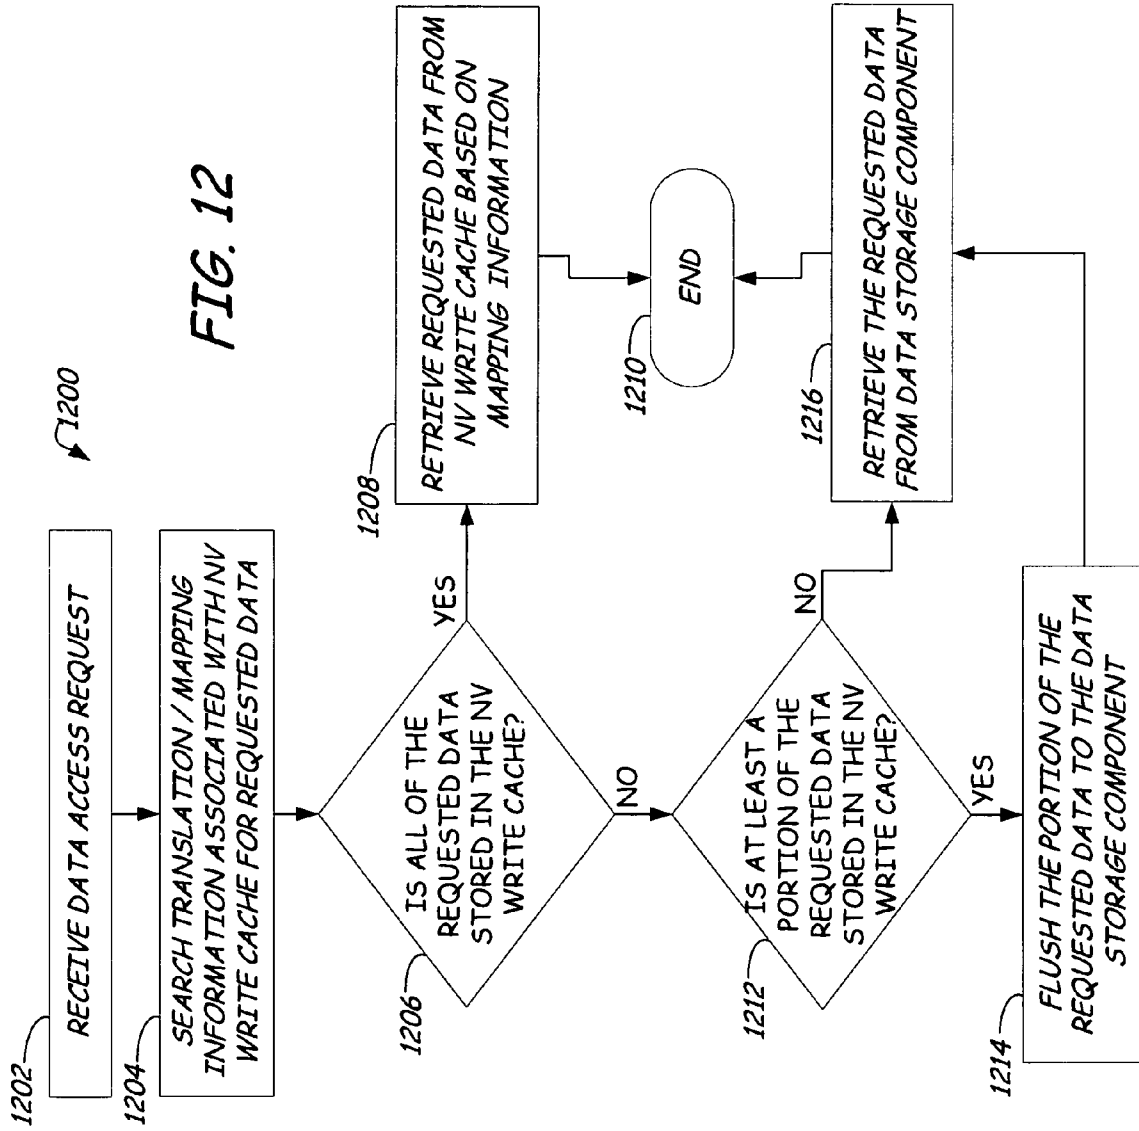 FIG. 12
1200
1202
RECEIVE DATA ACCESS REQUEST
1204
SEARCH TRANSLATION / MAPPING
INFORMATION ASSOCIATED WITH NV
WRITE CACHE FOR REQUESTED DATA
1206
IS ALL OF THE
REQUESTED DATA
STORED IN THE NV
WRITE CACHE?
YES
NO
1208
RETRIEVE REQUESTED DATA FROM
NV WRITE CACHE BASED ON
MAPPING INFORMATION
1210
END
1212
IS AT LEAST A
PORTION OF THE
REQUESTED DATA
STORED IN THE NV
WRITE CACHE?
NO
YES
1214
FLUSH THE PORTION OF THE
REQUESTED DATA TO THE DATA
STORAGE COMPONENT
1216
RETRIEVE THE REQUESTED DATA
FROM DATA STORAGE COMPONENT